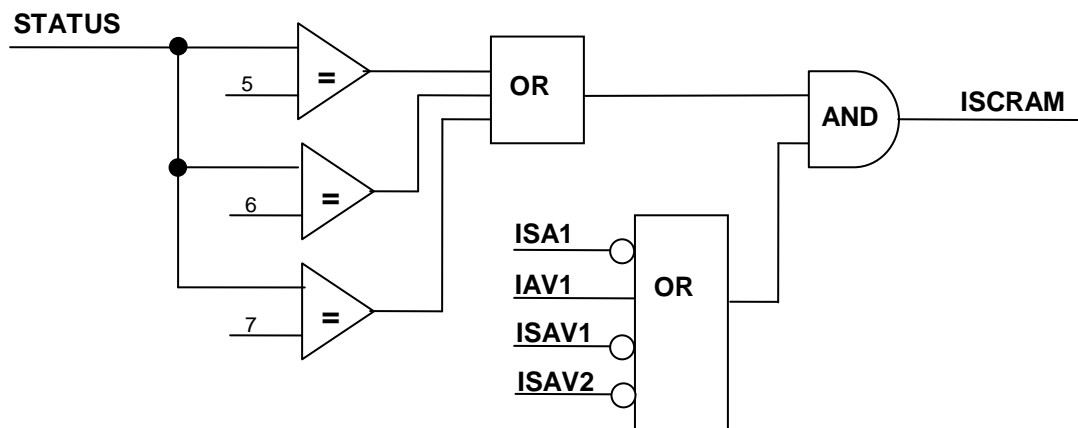 STATUS
5
=
OR
AND
ISCRAM
6
=
ISA1
IAV1
OR
7
=
ISAV1
ISAV2